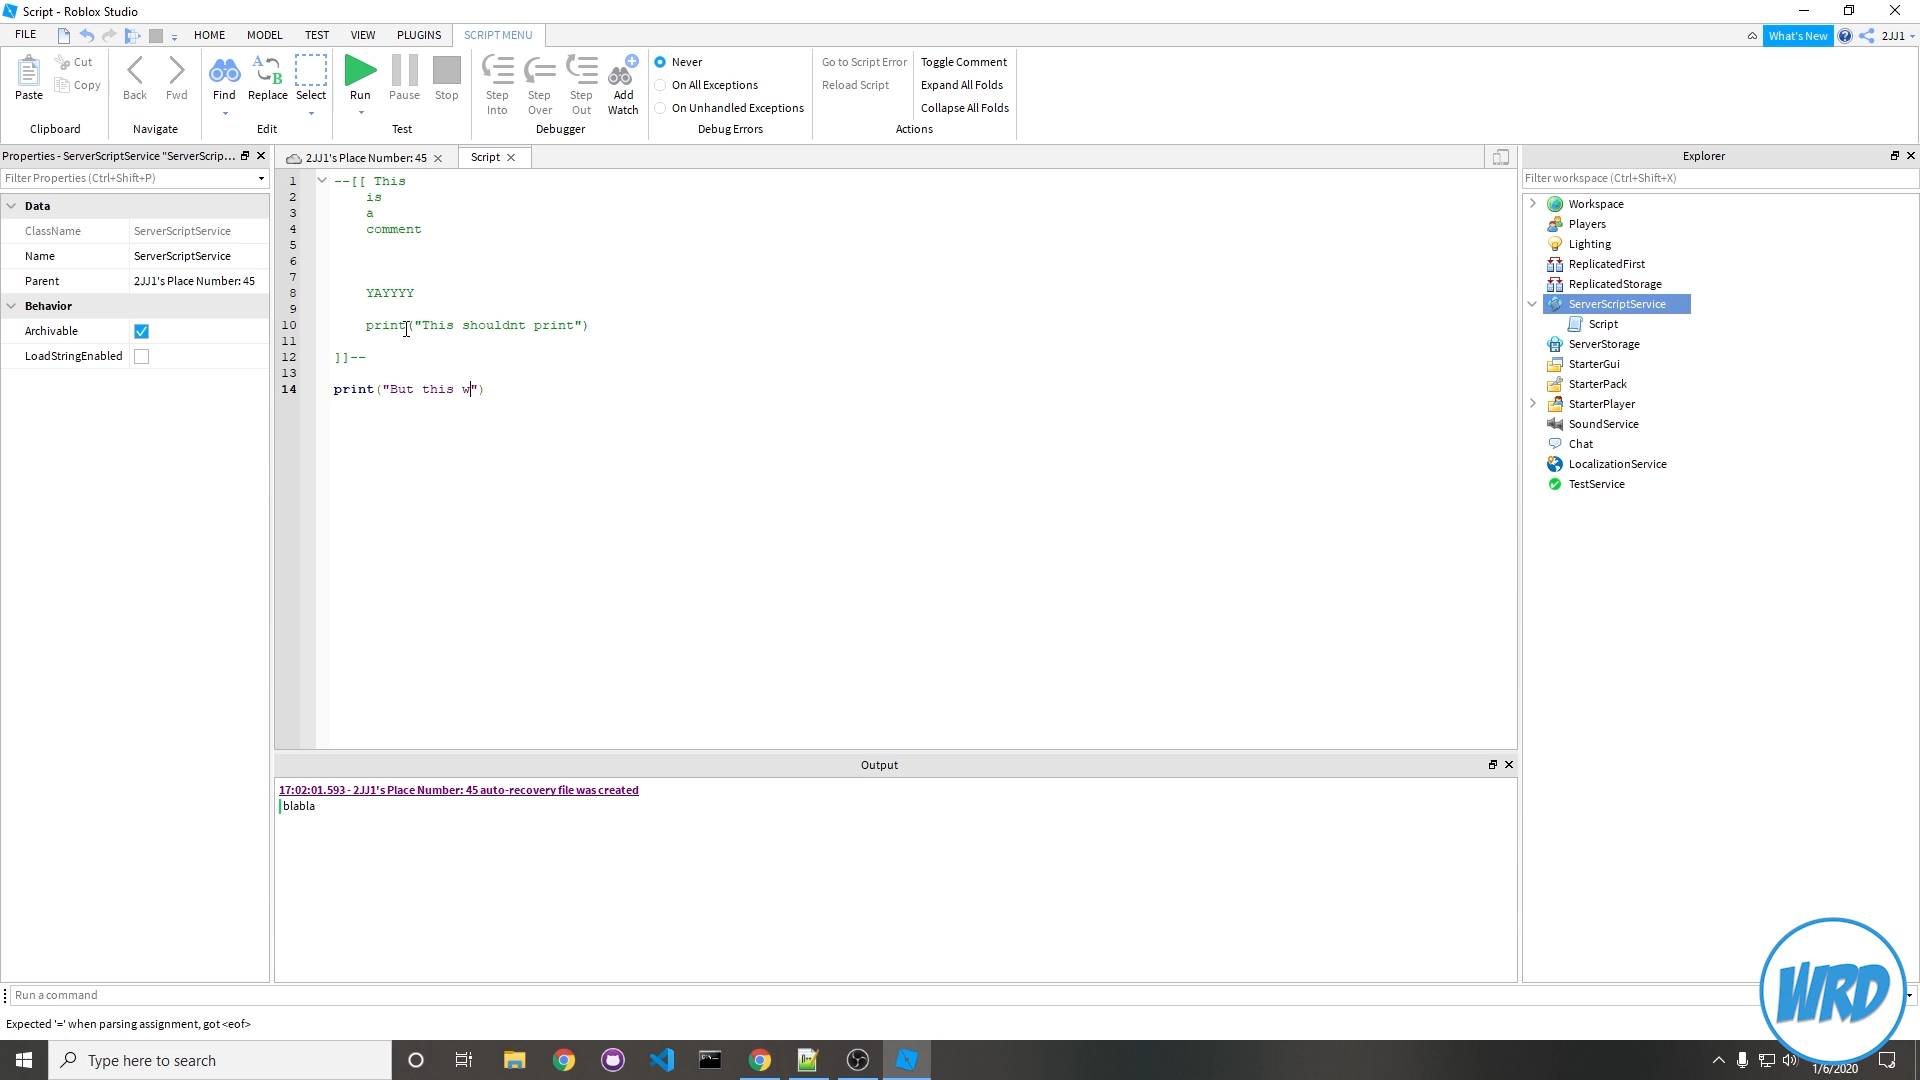 Script - Roblox Studio
FILE HOME MODEL TEST VIEW PLUGINS SCRIPT MENU What's New 2JJ1
Paste Cut Copy
Clipboard
Back Fwd
Navigate
Find Replace Select
Edit
Run Pause Stop
Test
Step Into Step Over Step Out Add Watch
Debugger
Never
On All Exceptions
On Unhandled Exceptions
Debug Errors
Go to Script Error
Reload Script
Toggle Comment
Expand All Folds
Collapse All Folds
Actions
Properties - ServerScriptService "ServerScrip...
Filter Properties (Ctrl+Shift+P)
Data
ClassName ServerScriptService
Name ServerScriptService
Parent 2JJ1's Place Number: 45
Behavior
Archivable
LoadStringEnabled
2JJ1's Place Number: 45
Script
1 --[[ This
2 is
3 a
4 comment
5
6
7
8 YAYYYY
9
10 print("This shouldnt print")
11
12 ]]--
13
14 print("But this w")
Output
17:02:01.593 - 2JJ1's Place Number: 45 auto-recovery file was created
blabla
Explorer
Filter workspace (Ctrl+Shift+X)
Workspace
Players
Lighting
ReplicatedFirst
ReplicatedStorage
ServerScriptService
Script
ServerStorage
StarterGui
StarterPack
StarterPlayer
SoundService
Chat
LocalizationService
TestService
Run a command
Expected '=' when parsing assignment, got <eof>
WRD
Type here to search
1/6/2020